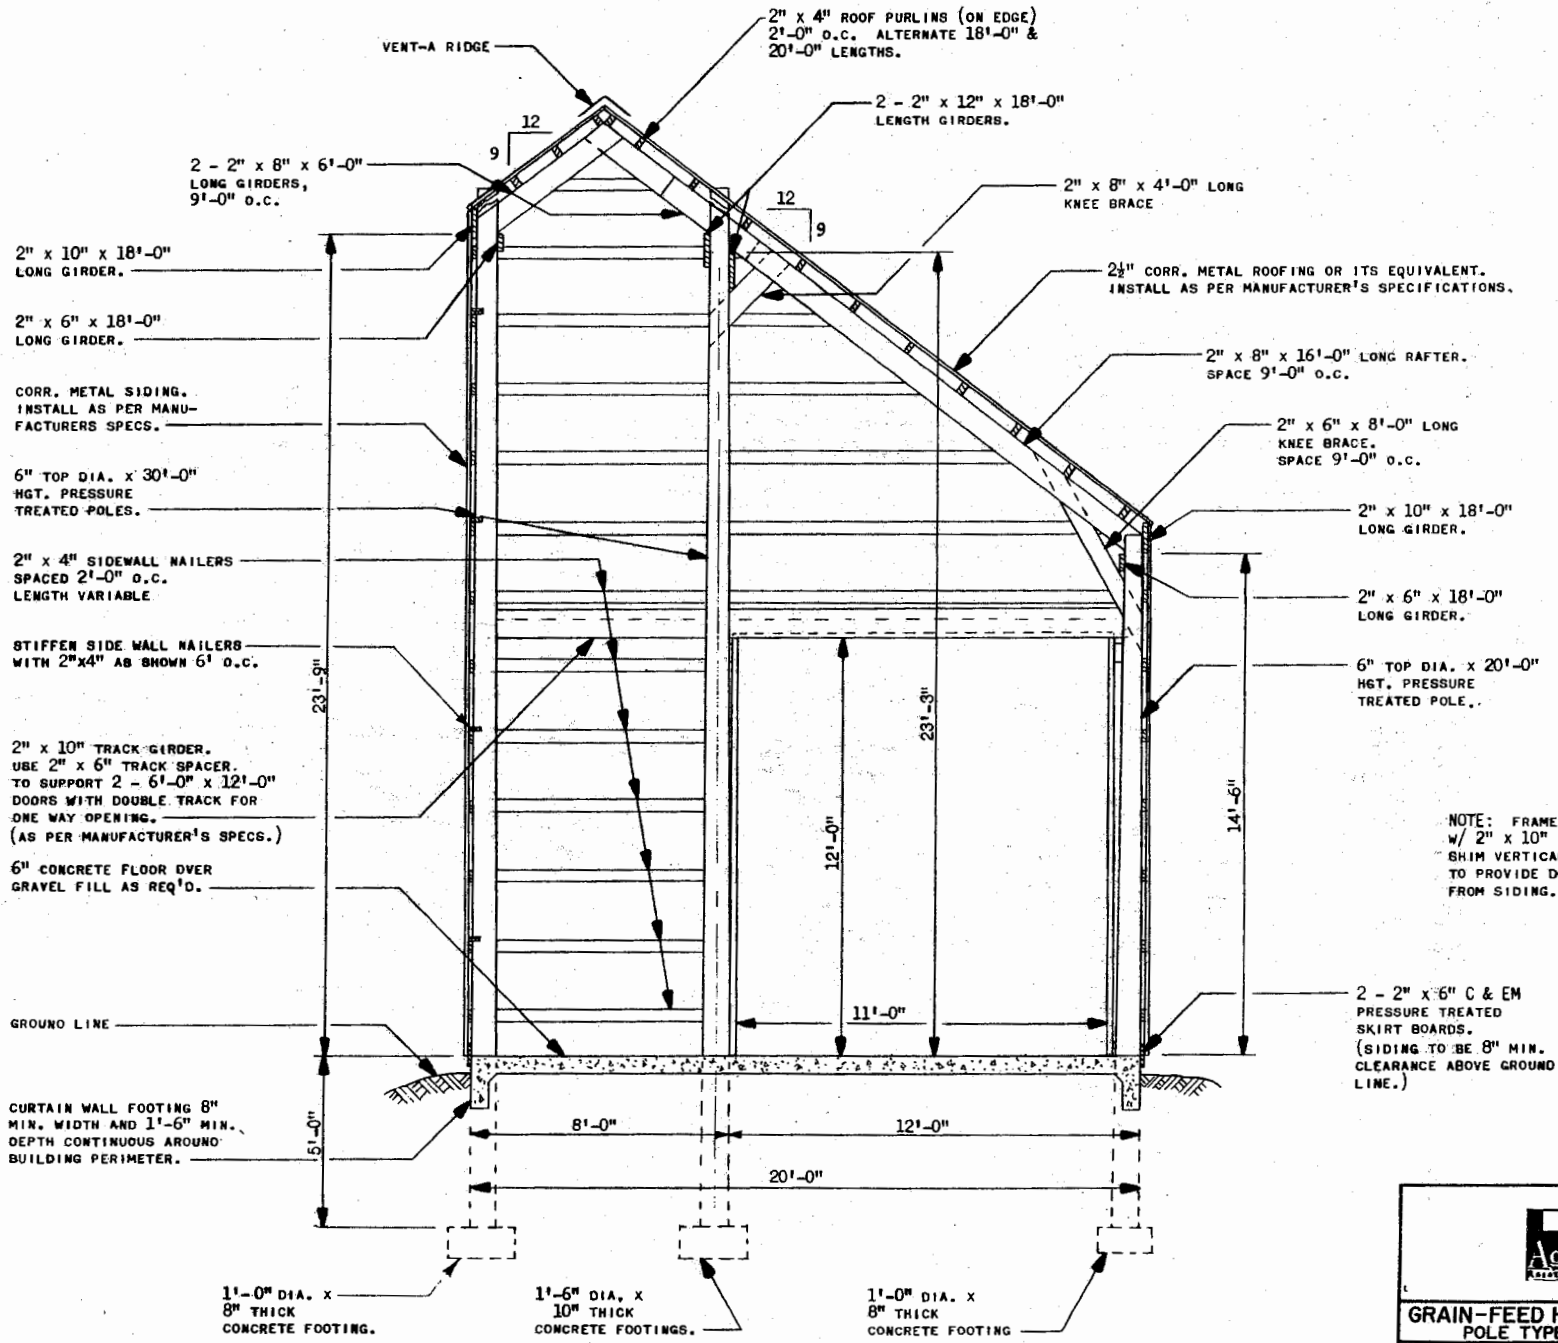 VENT-A RIDGE
2" X 4" ROOF PURLINS (ON EDGE)
2'-0" O.C. ALTERNATE 18'-0" &
20'-0" LENGTHS.
2 - 2" x 12" x 18'-0"
LENGTH GIRDERS.
12
9
2 - 2" x 8" x 6'-0"
LONG GIRDERS,
9'-0" O.C.
12
9
2" x 8" x 4'-0" LONG
KNEE BRACE
2" x 10" x 18'-0"
LONG GIRDER.
2 1/2" CORR. METAL ROOFING OR ITS EQUIVALENT.
INSTALL AS PER MANUFACTURER'S SPECIFICATIONS.
2" x 6" x 18'-0"
LONG GIRDER.
2" x 8" x 16'-0" LONG RAFTER.
SPACE 9'-0" O.C.
CORR. METAL SIDING.
INSTALL AS PER MANU-
FACTURERS SPECS.
2" x 6" x 8'-0" LONG
KNEE BRACE.
SPACE 9'-0" O.C.
6" TOP DIA. x 30'-0"
HGT. PRESSURE
TREATED POLES.
2" x 10" x 18'-0"
LONG GIRDER.
2" x 4" SIDEWALL NAILERS
SPACED 2'-0" O.C.
LENGTH VARIABLE
2" x 6" x 18'-0"
LONG GIRDER.
STIFFEN SIDE WALL NAILERS
WITH 2"x4" AS SHOWN 6' O.C.
6" TOP DIA. x 20'-0"
HGT. PRESSURE
TREATED POLE.
23'-9"
23'-3"
14'-6"
12'-0"
2" x 10" TRACK GIRDER.
USE 2" x 6" TRACK SPACER.
TO SUPPORT 2 - 6'-0" x 12'-0"
DOORS WITH DOUBLE TRACK FOR
ONE WAY OPENING.
(AS PER MANUFACTURER'S SPECS.)
NOTE: FRAME
W/ 2" x 10"
SHIM VERTICA
TO PROVIDE D
FROM SIDING.
6" CONCRETE FLOOR OVER
GRAVEL FILL AS REQ'D.
11'-0"
2 - 2" x 6" C & EM
PRESSURE TREATED
SKIRT BOARDS.
(SIDING TO BE 8" MIN.
CLEARANCE ABOVE GROUND
LINE.)
GROUND LINE
CURTAIN WALL FOOTING 8"
MIN. WIDTH AND 1'-6" MIN.
DEPTH CONTINUOUS AROUND
BUILDING PERIMETER.
5'-0"
8'-0"
12'-0"
20'-0"
1'-0" DIA. X
8" THICK
CONCRETE FOOTING.
1'-6" DIA. X
10" THICK
CONCRETE FOOTINGS.
1'-0" DIA. X
8" THICK
CONCRETE FOOTING
GRAIN-FEED H
POLE TYPE